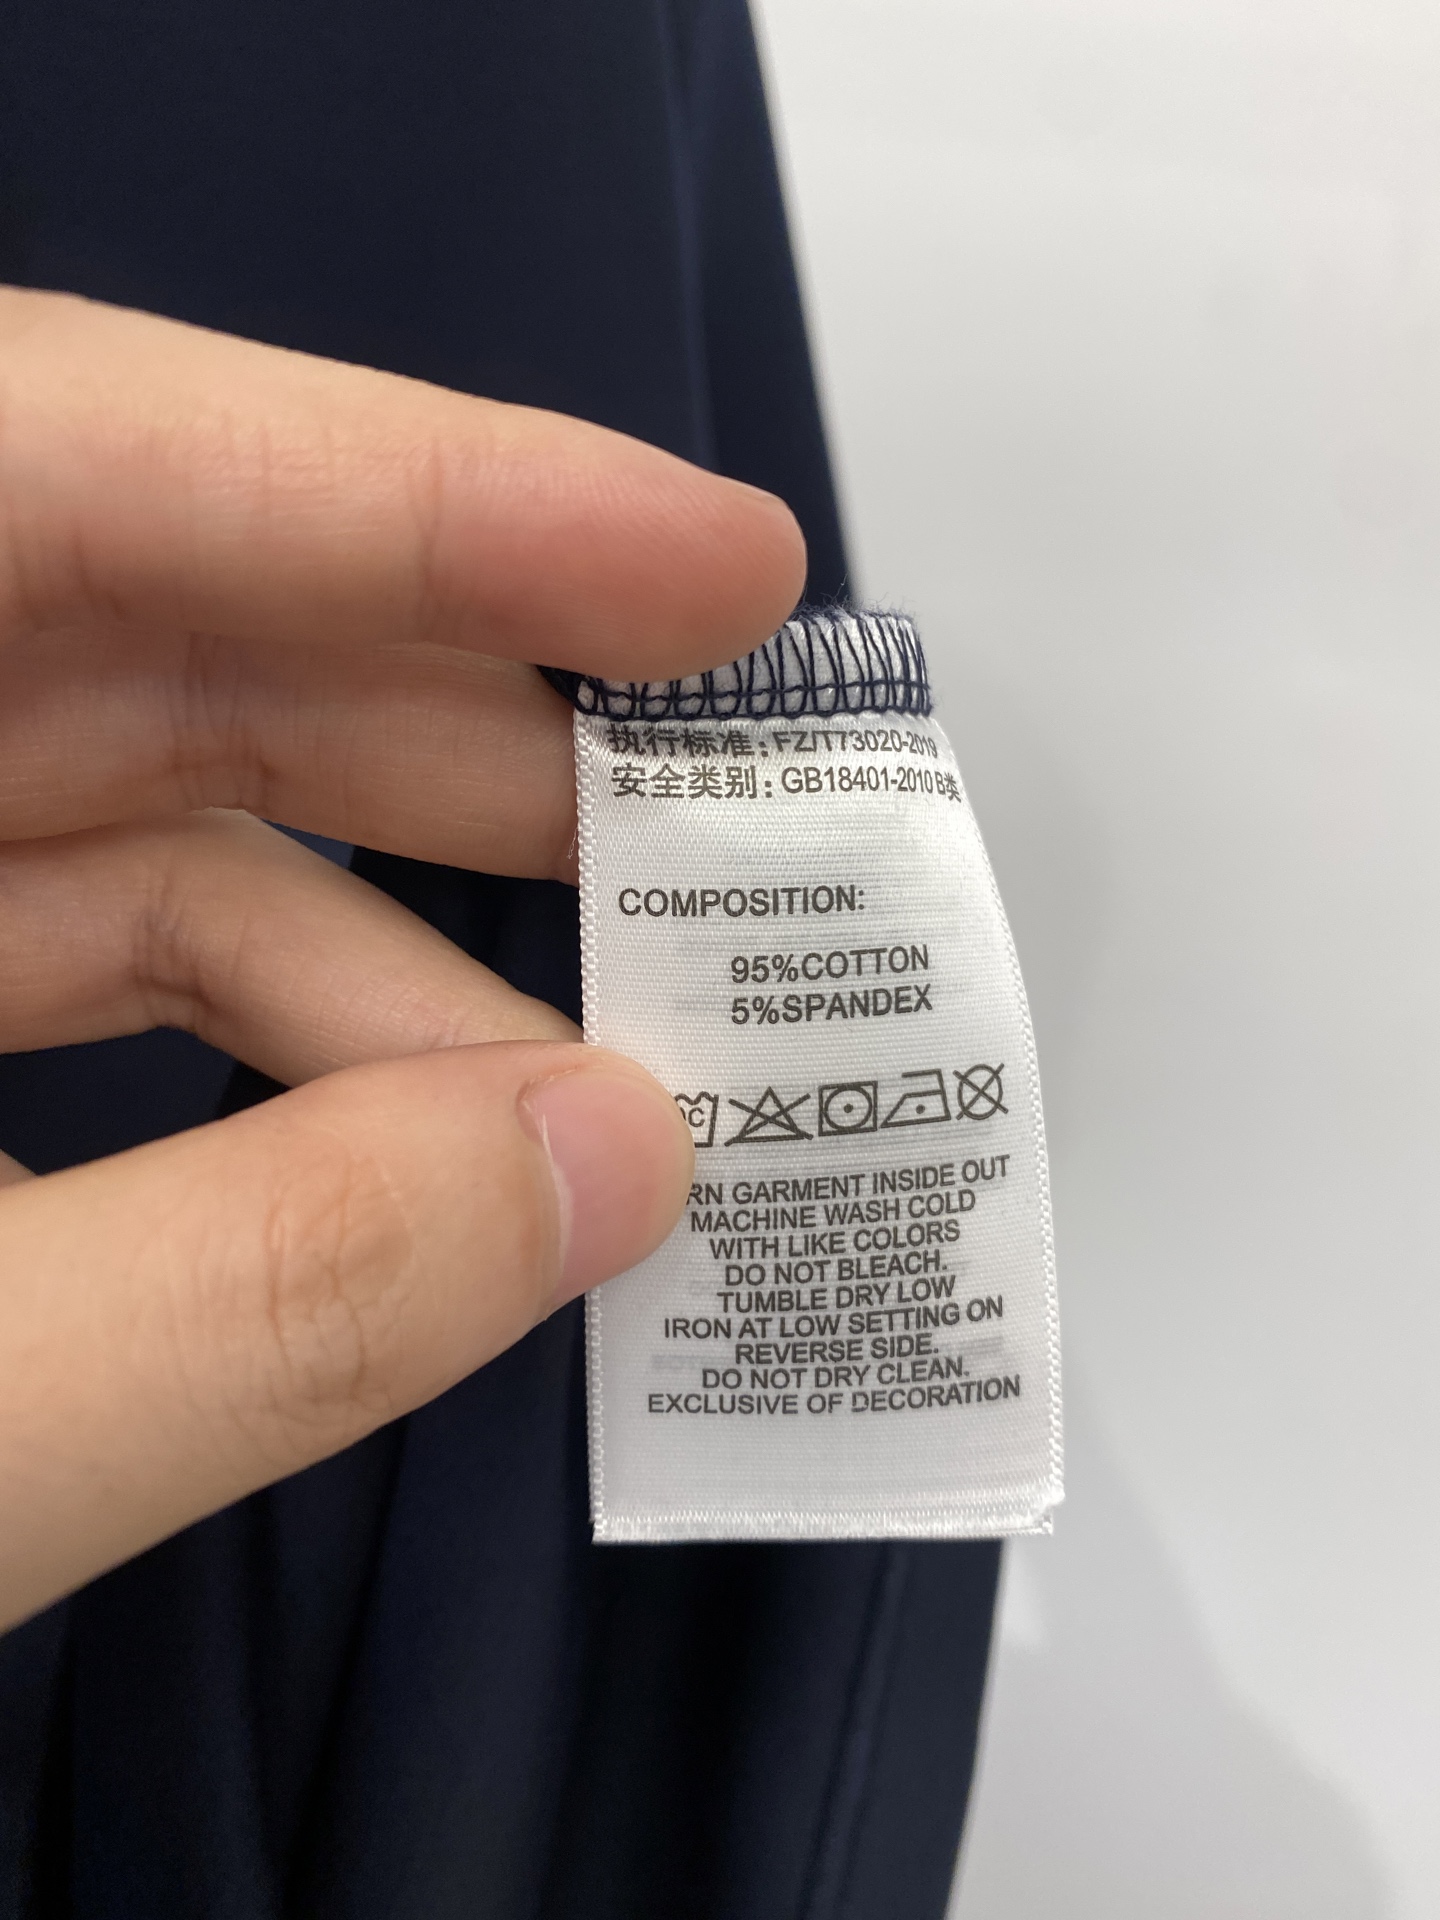 执行标准：FZ/T73020-2019
安全类别：GB18401-2010 B类
COMPOSITION:
95%COTTON
5%SPANDEX
RN GARMENT INSIDE OUT
MACHINE WASH COLD
WITH LIKE COLORS
DO NOT BLEACH.
TUMBLE DRY LOW
IRON AT LOW SETTING ON
REVERSE SIDE.
DO NOT DRY CLEAN.
EXCLUSIVE OF DECORATION